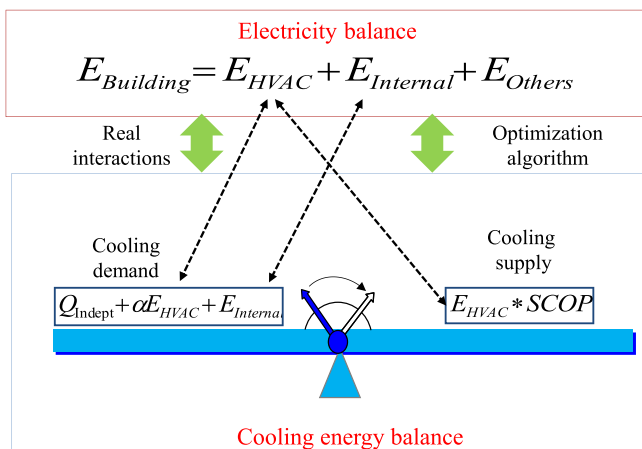 Electricity balance
E_Building = E_HVAC + E_Internal + E_Others
Real
interactions
Optimization
algorithm
Cooling
demand
Cooling
supply
Q_Indept + αE_HVAC + E_Internal
E_HVAC * SCOP
Cooling energy balance